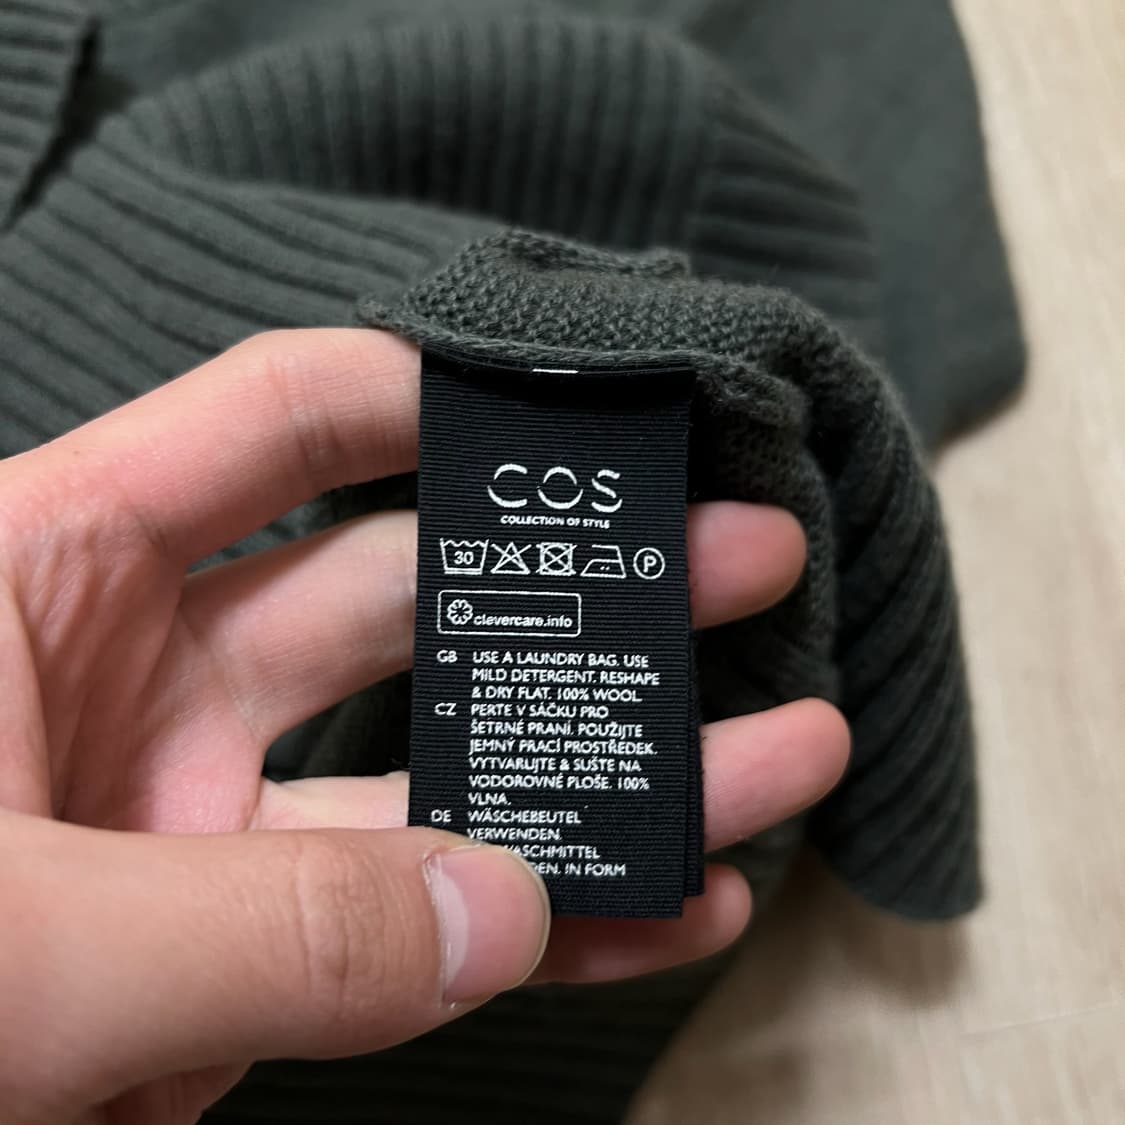 COS
COLLECTION OF STYLE
30
P
clevercare.info
GB USE A LAUNDRY BAG. USE
MILD DETERGENT. RESHAPE
& DRY FLAT. 100% WOOL
CZ PERTE V SÁČKU PRO
ŠETRNÉ PRANÍ. POUŽIJTE
JEMNÝ PRACÍ PROSTŘEDEK.
VYTVARUJTE & SUŠTE NA
VODOROVNÉ PLOŠE. 100%
VLNA.
DE WÄSCHEBEUTEL
VERWENDEN.
IN FORM